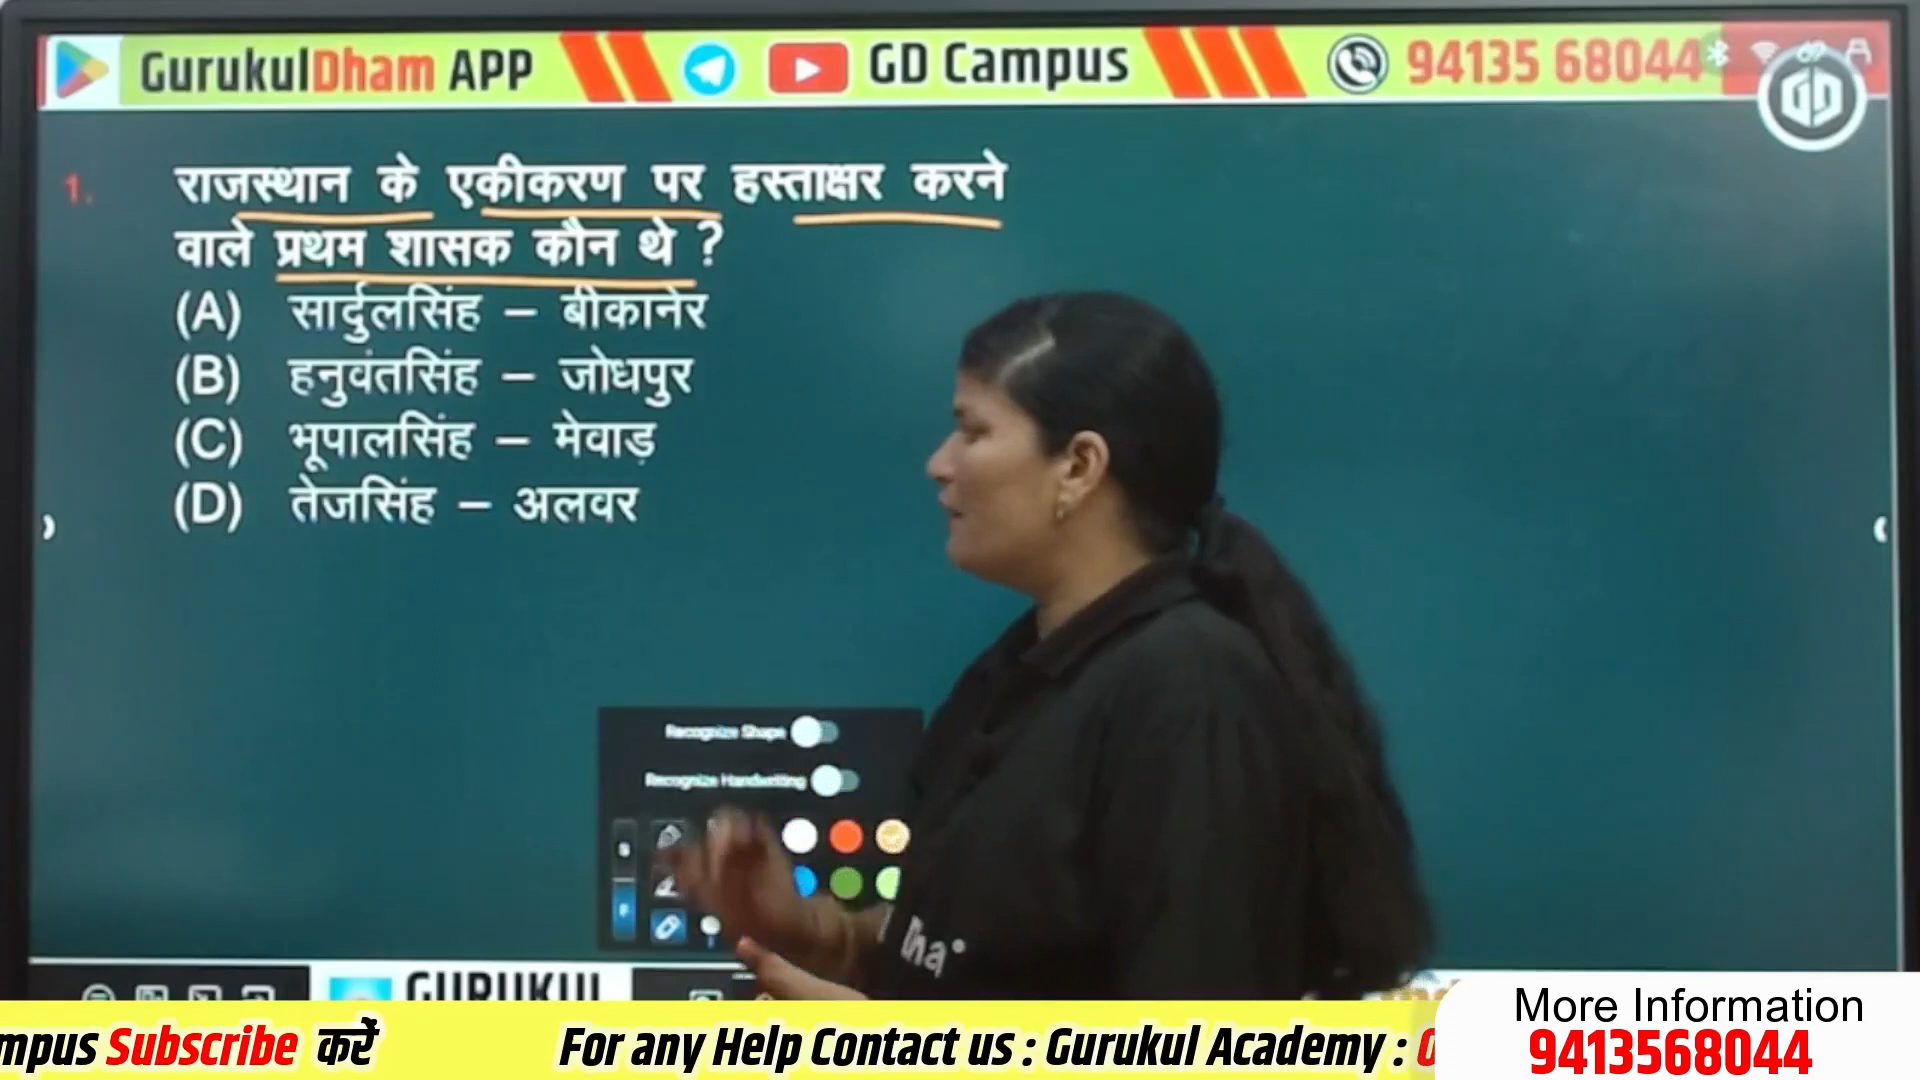 GurukulDham APP GD Campus 94135 68044
GD
1. राजस्थान के एकीकरण पर हस्ताक्षर करने
वाले प्रथम शासक कौन थे ?
(A) सार्दुलसिंह – बीकानेर
(B) हनुवंतसिंह – जोधपुर
(C) भूपालसिंह – मेवाड़
(D) तेजसिंह – अलवर
Recognize Shape
Recognize Handwriting
GURUKUL
mpus Subscribe करें For any Help Contact us : Gurukul Academy :
More Information
9413568044